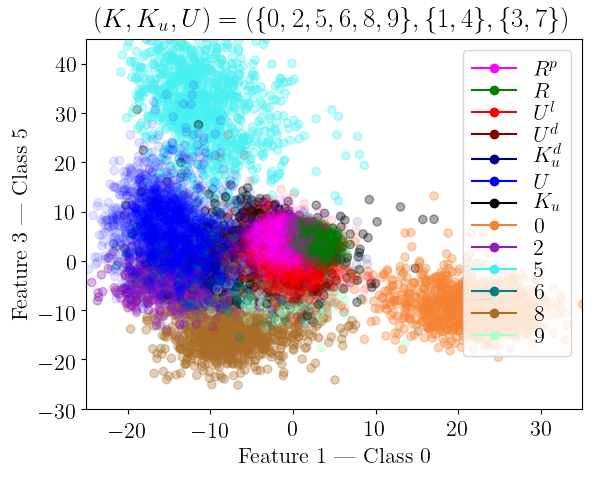 (K, K_u, U) = ({0, 2, 5, 6, 8, 9}, {1, 4}, {3, 7})
40
30
20
10
0
−10
−20
−30
Feature 3 — Class 5
−20 −10 0 10 20 30
Feature 1 — Class 0
R^p
R
U^l
U^d
K_u^d
U
K_u
0
2
5
6
8
9